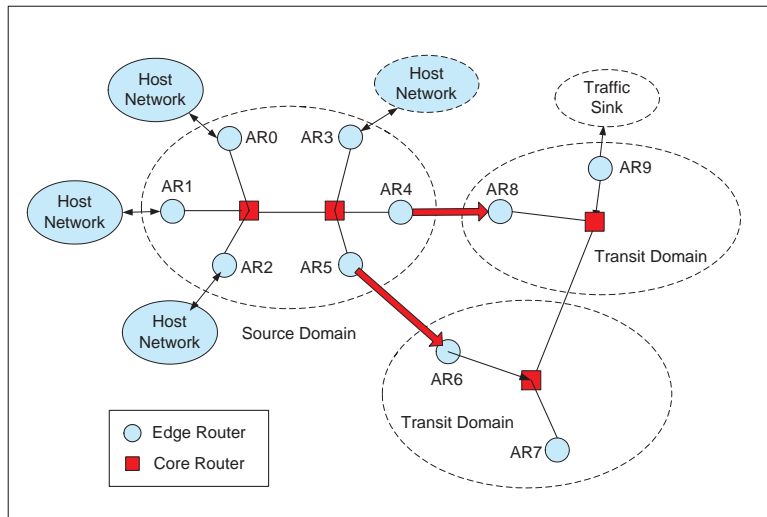 Host
Network
Host
Network
Traffic
Sink
AR0
AR3
AR9
AR1
AR4
AR8
Host
Network
AR2
AR5
Transit Domain
Host
Network
Source Domain
AR6
Transit Domain
AR7
Edge Router
Core Router